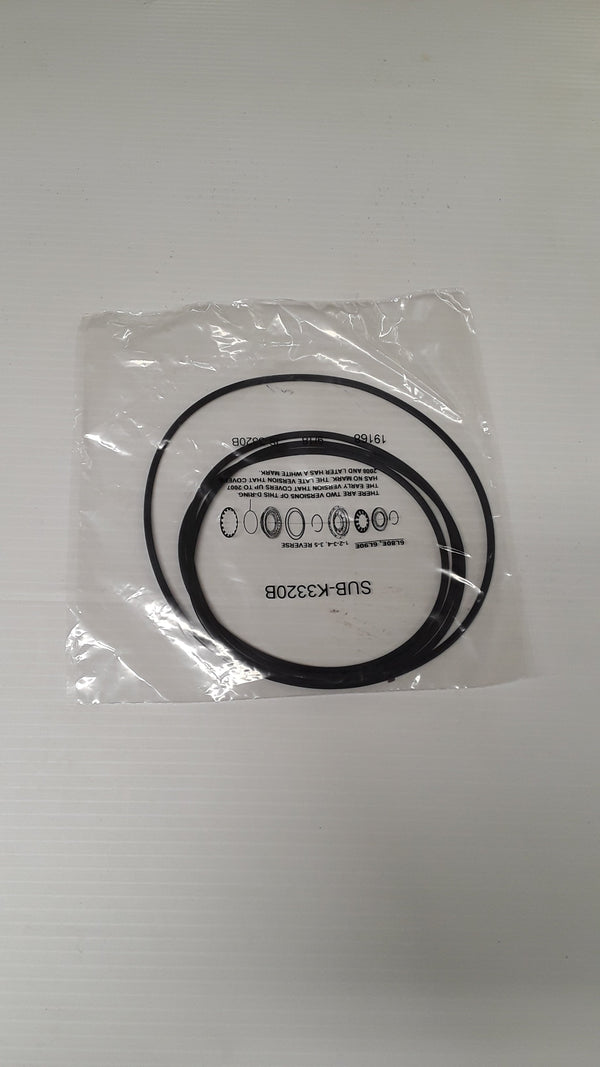 SUB-K3320B
6L80E, 6L90E
1-2-3-4, 3-5 REVERSE
THERE ARE TWO VERSIONS OF THIS D-RING
THE EARLY VERSION THAT COVERS UP TO 2007
HAS NO MARK. THE LATE VERSION THAT COVERS
2008 AND LATER HAS A WHITE MARK.
19168